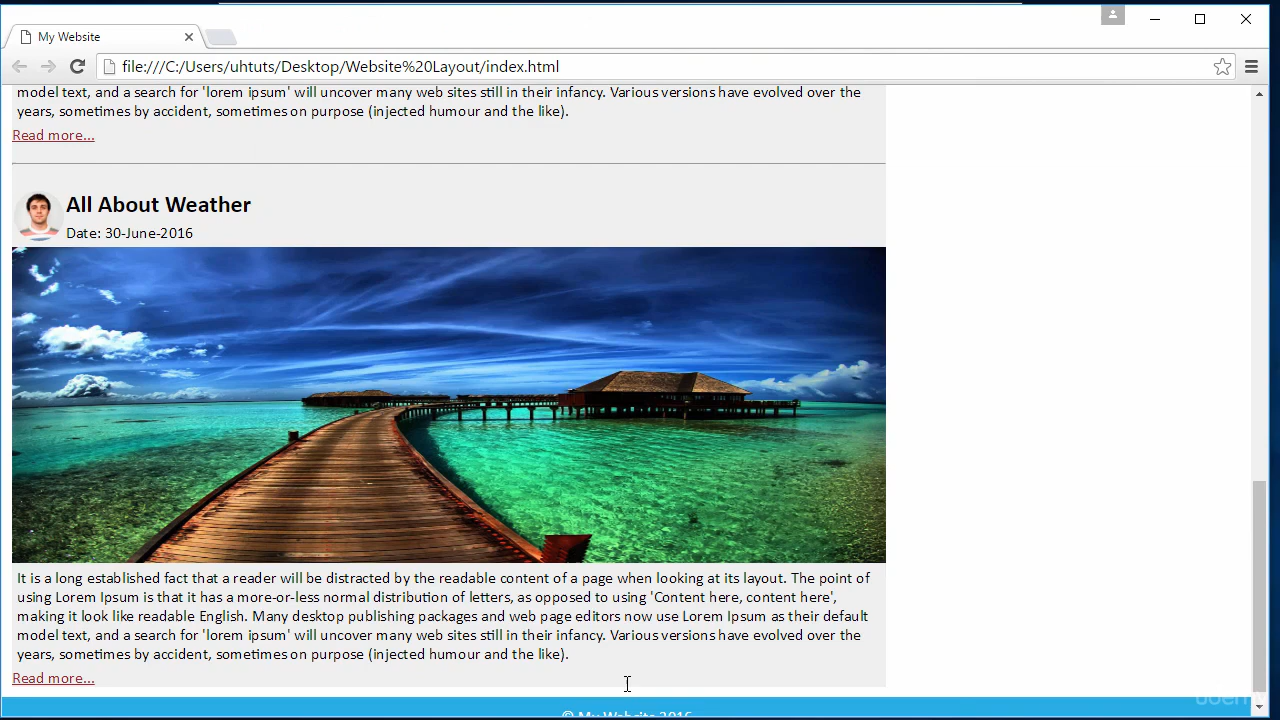 My Website
file:///C:/Users/uhtuts/Desktop/Website%20Layout/index.html
model text, and a search for 'lorem ipsum' will uncover many web sites still in their infancy. Various versions have evolved over the
years, sometimes by accident, sometimes on purpose (injected humour and the like).
Read more...
All About Weather
Date: 30-June-2016
It is a long established fact that a reader will be distracted by the readable content of a page when looking at its layout. The point of
using Lorem Ipsum is that it has a more-or-less normal distribution of letters, as opposed to using 'Content here, content here',
making it look like readable English. Many desktop publishing packages and web page editors now use Lorem Ipsum as their default
model text, and a search for 'lorem ipsum' will uncover many web sites still in their infancy. Various versions have evolved over the
years, sometimes by accident, sometimes on purpose (injected humour and the like).
Read more...
© My Website 2016
udemy